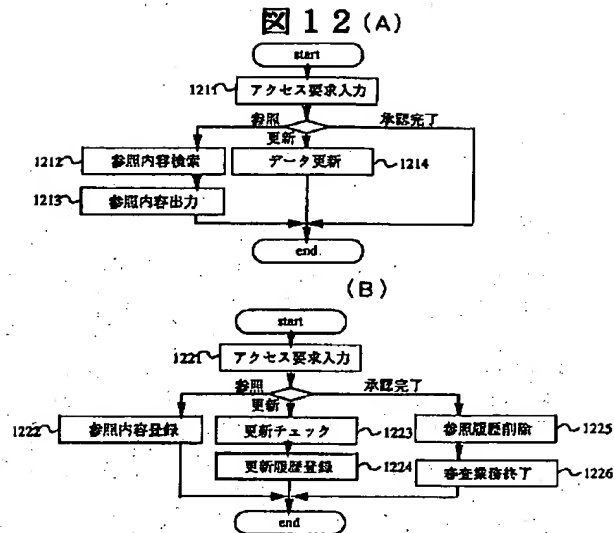 図12(A)
start
1211 アクセス要求入力
参照
承認完了
更新
1212 参照内容検索
データ更新 1214
1213 参照内容出力
end
(B)
start
1221 アクセス要求入力
参照
承認完了
更新
1222 参照内容登録
更新チェック 1223
参照履歴削除 1225
更新履歴登録 1224
審査業務終了 1226
end